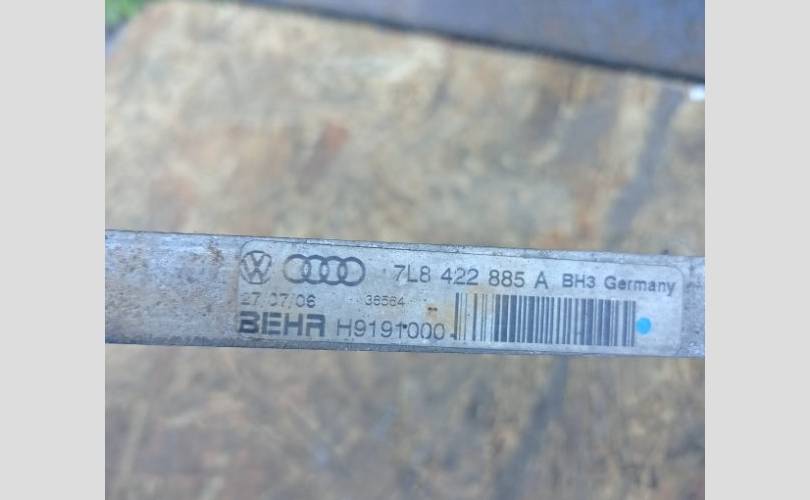 7L8 422 885 A BH3 Germany
27/07/06 36564
BEHR H9191000